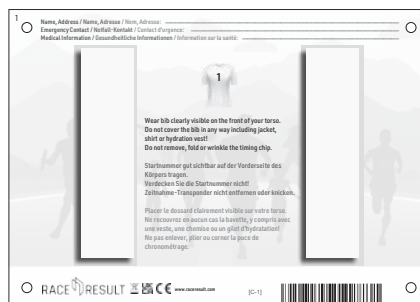 1
Name, Address / Name, Adresse / Nom, Adresse:
Emergency Contact / Notfall-Kontakt / Contact d'urgence:
Medical Information / Gesundheitliche Informationen / Information sur la santé:
1
Wear bib clearly visible on the front of your torso.
Do not cover the bib in any way including jacket,
shirt or hydration vest!
Do not remove, fold or wrinkle the timing chip.
Startnummer gut sichtbar auf der Vorderseite des
Körpers tragen.
Verdecken Sie die Startnummer nicht!
Zeitnahme-Transponder nicht entfernen oder knicken.
Placer le dossard clairement visible sur votre torse.
Ne recouvrez en aucun cas la bavette, y compris avec
une veste, une chemise ou un gilet d'hydratation!
Ne pas enlever, plier ou corner la puce de
chronométrage.
RACE RESULT CE www.raceresult.com [C-1]